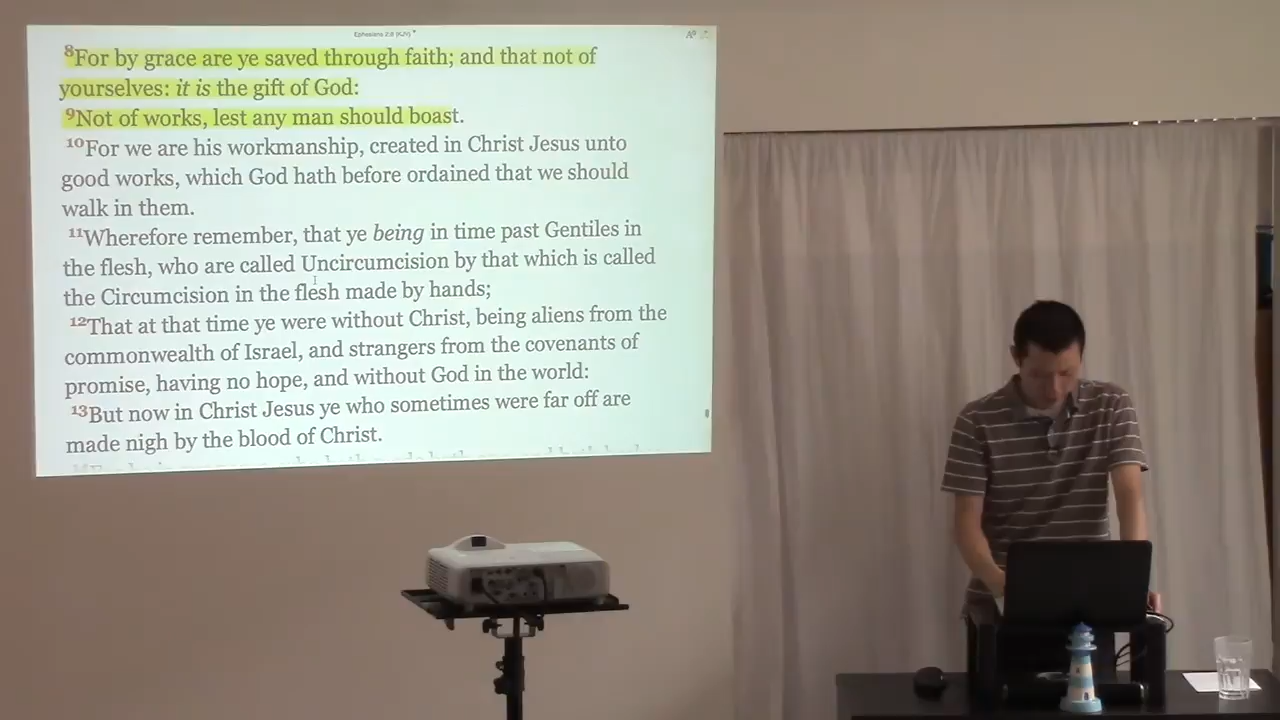 Ephesians 2:8 (KJV)
8For by grace are ye saved through faith; and that not of
yourselves: it is the gift of God:
9Not of works, lest any man should boast.
10For we are his workmanship, created in Christ Jesus unto
good works, which God hath before ordained that we should
walk in them.
11Wherefore remember, that ye being in time past Gentiles in
the flesh, who are called Uncircumcision by that which is called
the Circumcision in the flesh made by hands;
12That at that time ye were without Christ, being aliens from the
commonwealth of Israel, and strangers from the covenants of
promise, having no hope, and without God in the world:
13But now in Christ Jesus ye who sometimes were far off are
made nigh by the blood of Christ.